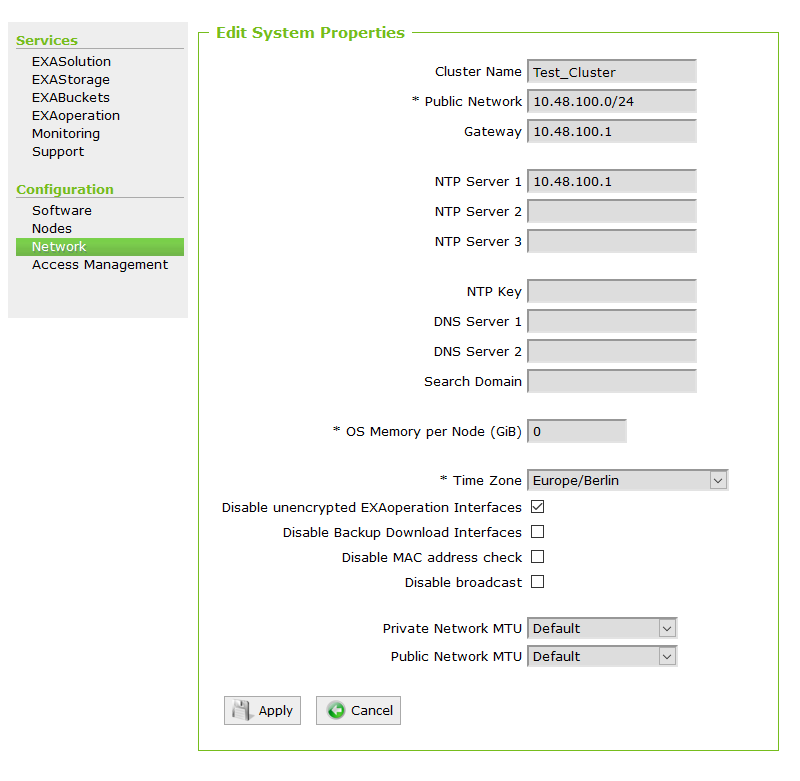 Services
EXASolution
EXAStorage
EXABuckets
EXAoperation
Monitoring
Support
Configuration
Software
Nodes
Network
Access Management
Edit System Properties
Cluster Name Test_Cluster
* Public Network 10.48.100.0/24
Gateway 10.48.100.1
NTP Server 1 10.48.100.1
NTP Server 2
NTP Server 3
NTP Key
DNS Server 1
DNS Server 2
Search Domain
* OS Memory per Node (GiB) 0
* Time Zone Europe/Berlin
Disable unencrypted EXAoperation Interfaces
Disable Backup Download Interfaces
Disable MAC address check
Disable broadcast
Private Network MTU Default
Public Network MTU Default
Apply Cancel